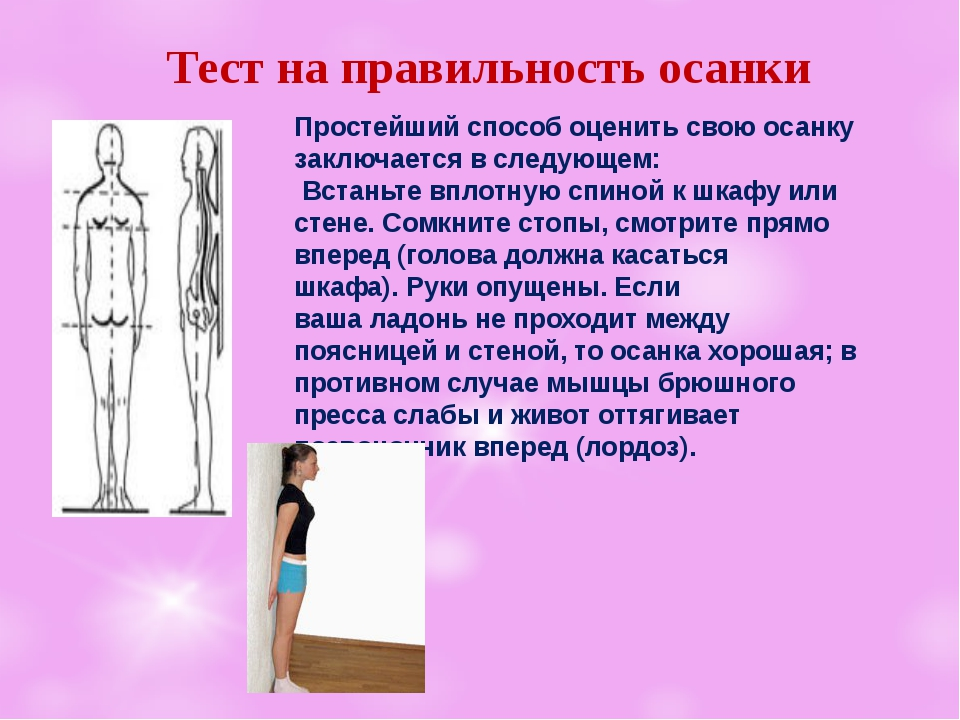 Тест на правильность осанки
Простейший способ оценить свою осанку
заключается в следующем:
Встаньте вплотную спиной к шкафу или
стене. Сомкните стопы, смотрите прямо
вперед (голова должна касаться
шкафа). Руки опущены. Если
ваша ладонь не проходит между
поясницей и стеной, то осанка хорошая; в
противном случае мышцы брюшного
пресса слабы и живот оттягивает
вперед (лордоз).